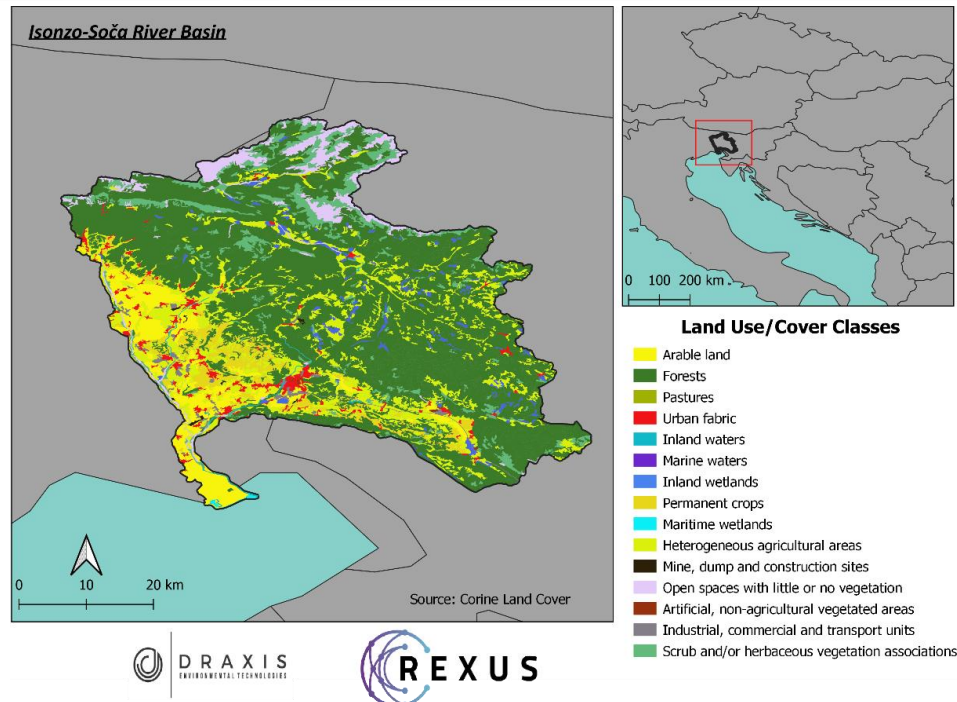 Isonzo-Soča River Basin
0 10 20 km
Source: Corine Land Cover
0 100 200 km
Land Use/Cover Classes
Arable land
Forests
Pastures
Urban fabric
Inland waters
Marine waters
Inland wetlands
Permanent crops
Maritime wetlands
Heterogeneous agricultural areas
Mine, dump and construction sites
Open spaces with little or no vegetation
Artificial, non-agricultural vegetated areas
Industrial, commercial and transport units
Scrub and/or herbaceous vegetation associations
DRAXIS
ENVIRONMENTAL TECHNOLOGIES
REXUS